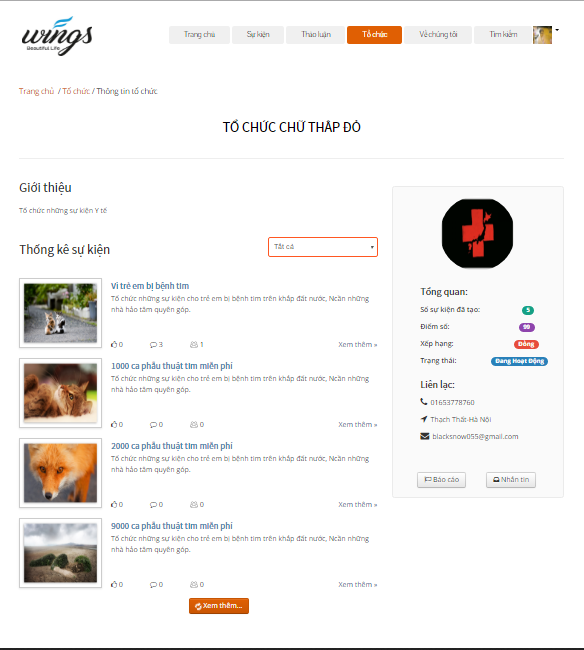 wings
Beautiful Life
Trang chủ Sự kiện Thảo luận Tổ chức Về chúng tôi Tìm kiếm
Trang chủ / Tổ chức / Thông tin tổ chức
TỔ CHỨC CHỮ THẬP ĐỎ
Giới thiệu
Tổ chức những sự kiện Y tế
Thống kê sự kiện
Tất cả
Vì trẻ em bị bệnh tim
Tổ chức những sự kiện cho trẻ em bị bệnh tim trên khắp đất nước, Ncần những
nhà hảo tâm quyên góp.
0 3 1 Xem thêm »
1000 ca phẫu thuật tim miễn phí
Tổ chức những sự kiện cho trẻ em bị bệnh tim trên khắp đất nước, Ncần những
nhà hảo tâm quyên góp.
0 0 0 Xem thêm »
2000 ca phẫu thuật tim miễn phí
Tổ chức những sự kiện cho trẻ em bị bệnh tim trên khắp đất nước, Ncần những
nhà hảo tâm quyên góp.
0 0 0 Xem thêm »
9000 ca phẫu thuật tim miễn phí
Tổ chức những sự kiện cho trẻ em bị bệnh tim trên khắp đất nước, Ncần những
nhà hảo tâm quyên góp.
0 0 0 Xem thêm »
Xem thêm...
Tổng quan:
Số sự kiện đã tạo: 5
Điểm số: 99
Xếp hạng: Đồng
Trạng thái: Đang Hoạt Động
Liên lạc:
01653778760
Thạch Thất-Hà Nội
blacksnow055@gmail.com
Báo cáo Nhắn tin